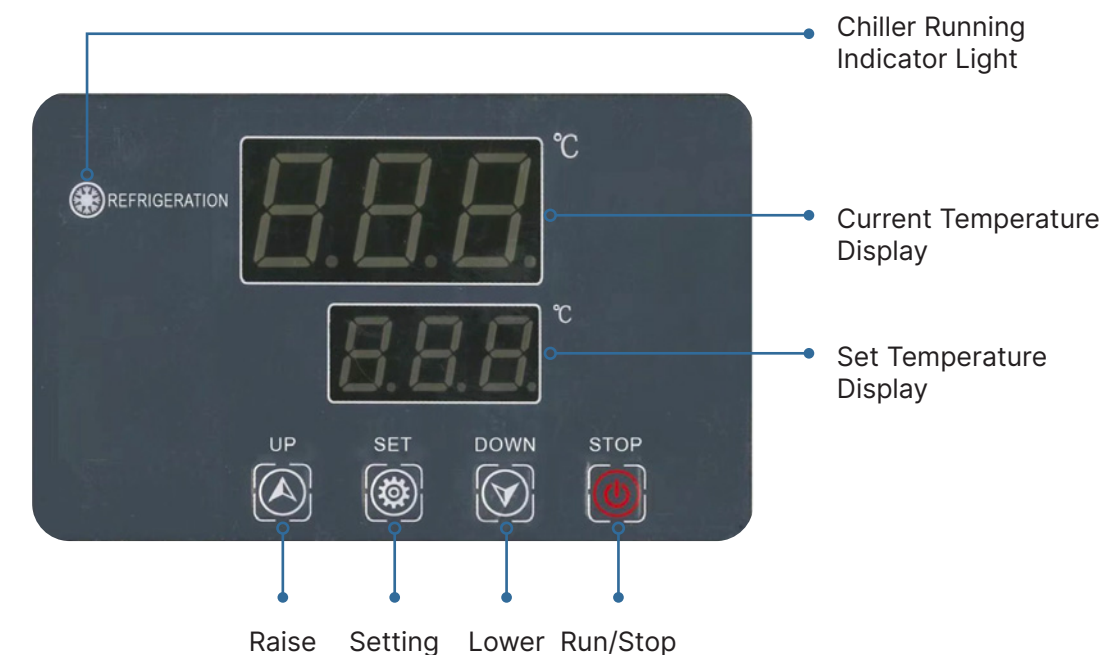 Chiller Running
Indicator Light
°C
REFRIGERATION
Current Temperature
Display
°C
Set Temperature
Display
UP SET DOWN STOP
Raise Setting Lower Run/Stop